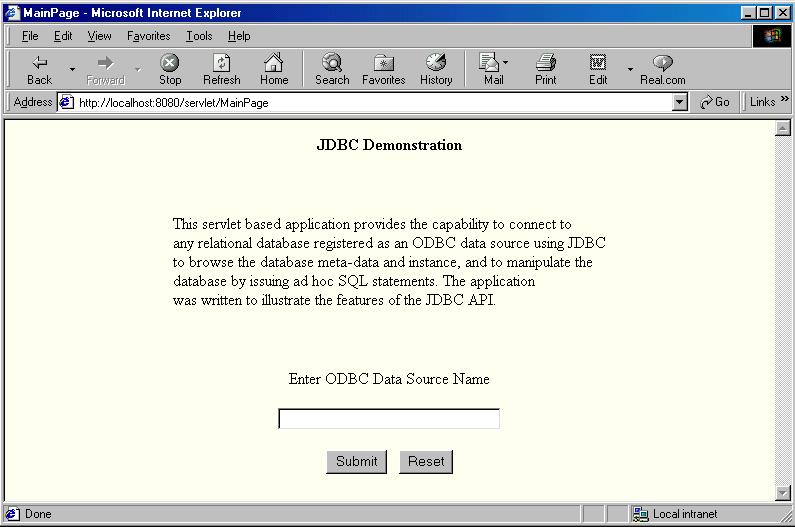 MainPage - Microsoft Internet Explorer
File Edit View Favorites Tools Help
Back Forward Stop Refresh Home Search Favorites History Mail Print Edit Real.com
Address http://localhost:8080/servlet/MainPage Go Links »
JDBC Demonstration
This servlet based application provides the capability to connect to
any relational database registered as an ODBC data source using JDBC
to browse the database meta-data and instance, and to manipulate the
database by issuing ad hoc SQL statements. The application
was written to illustrate the features of the JDBC API.
Enter ODBC Data Source Name
Submit Reset
Done Local intranet